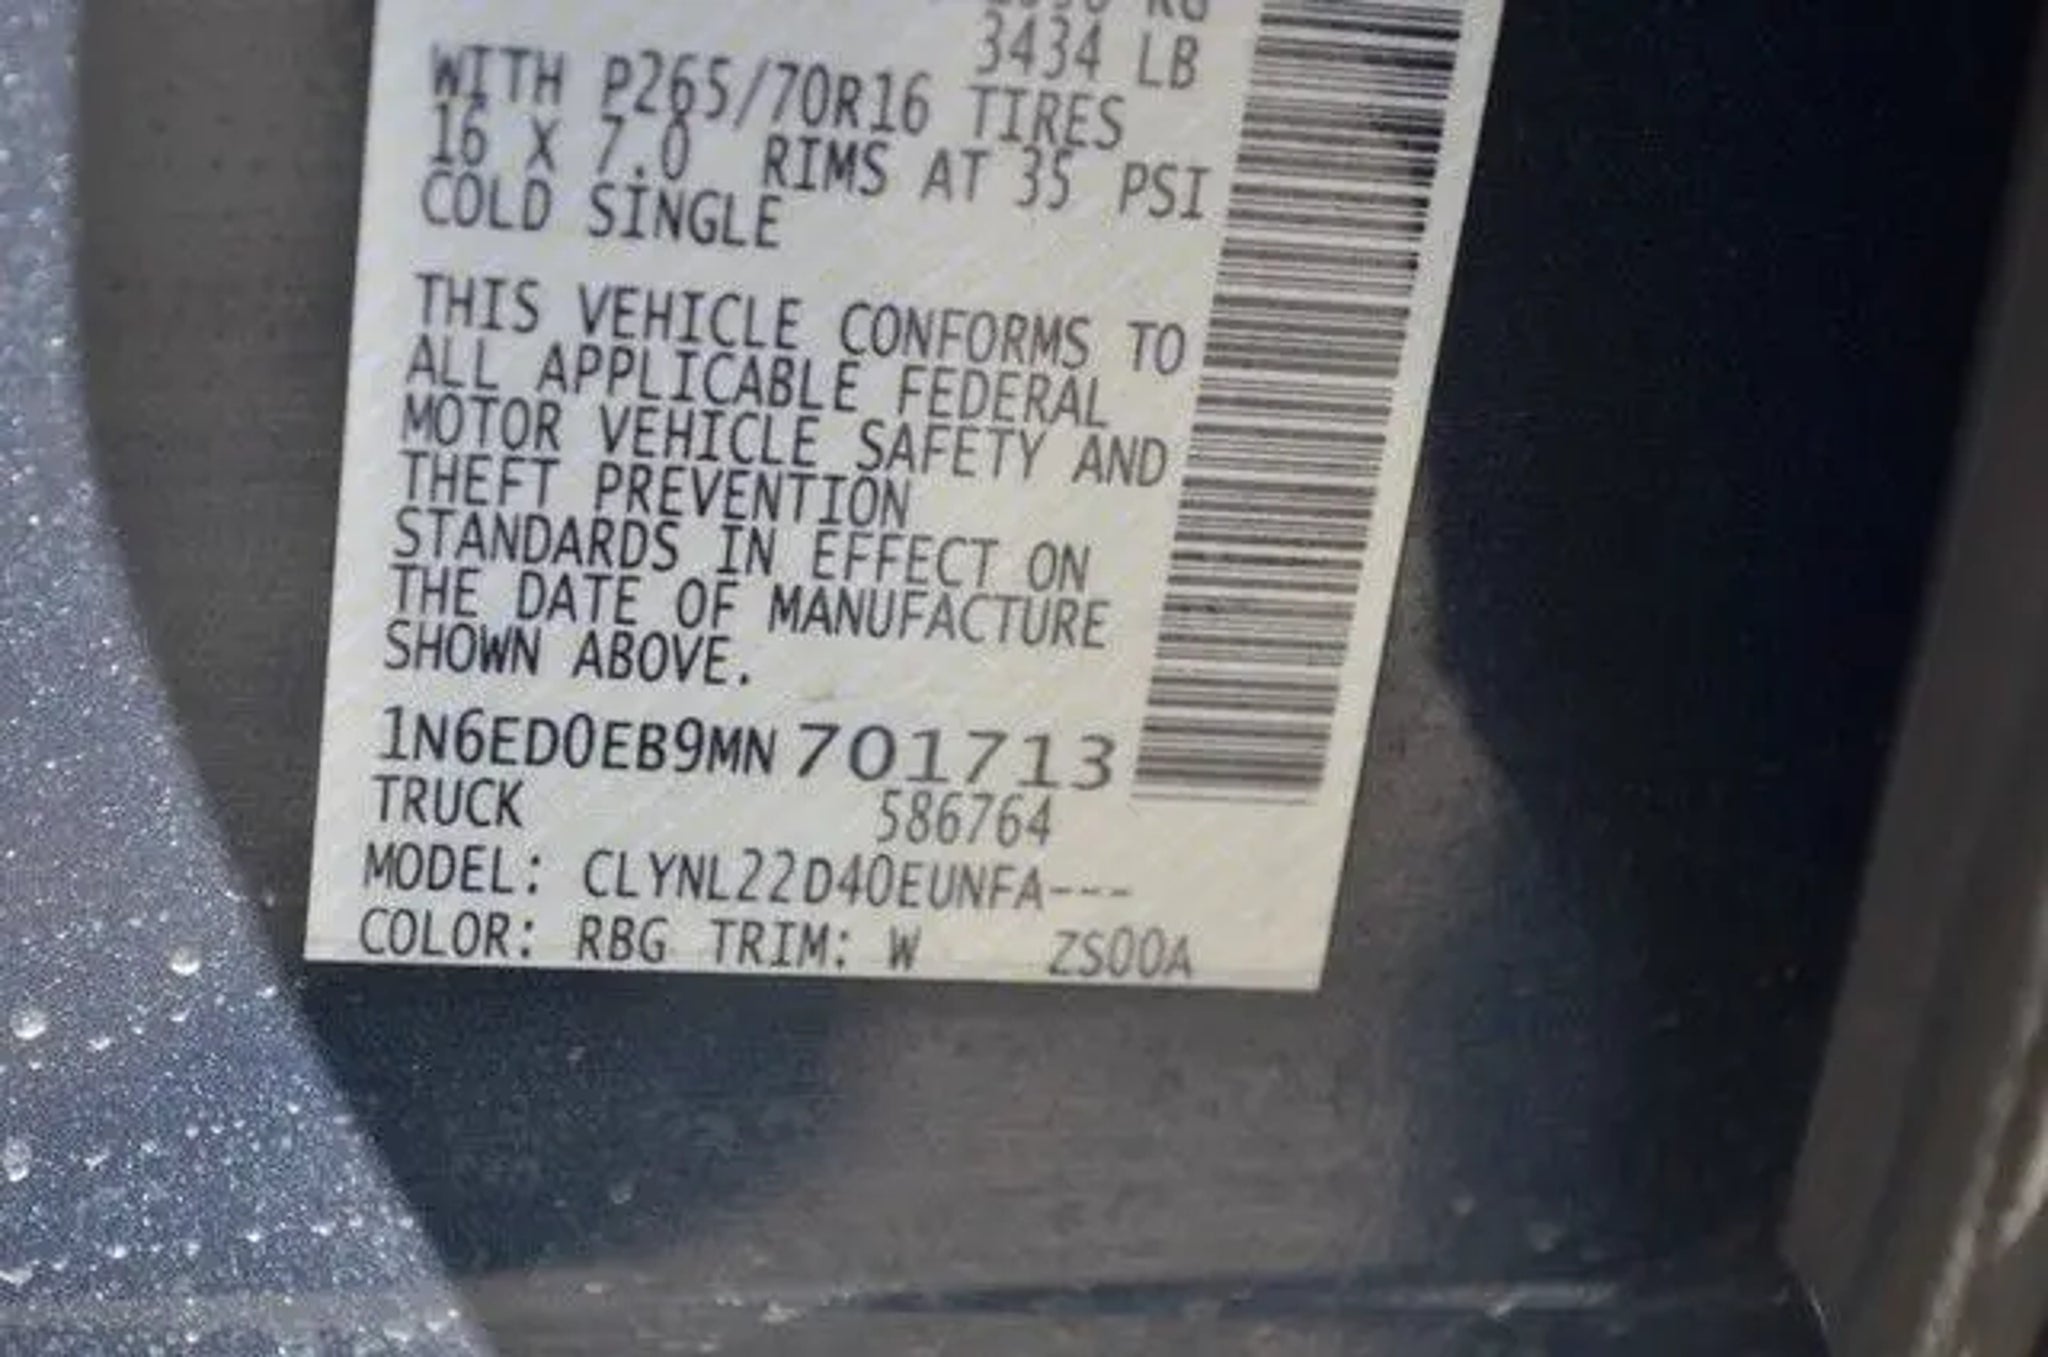 3434 LB
WITH P265/70R16 TIRES
16 X 7.0 RIMS AT 35 PSI
COLD SINGLE
THIS VEHICLE CONFORMS TO
ALL APPLICABLE FEDERAL
MOTOR VEHICLE SAFETY AND
THEFT PREVENTION
STANDARDS IN EFFECT ON
THE DATE OF MANUFACTURE
SHOWN ABOVE.
1N6ED0EB9MN 701713
TRUCK 586764
MODEL: CLYNL22D40EUNFA---
COLOR: RBG TRIM: W ZS00A